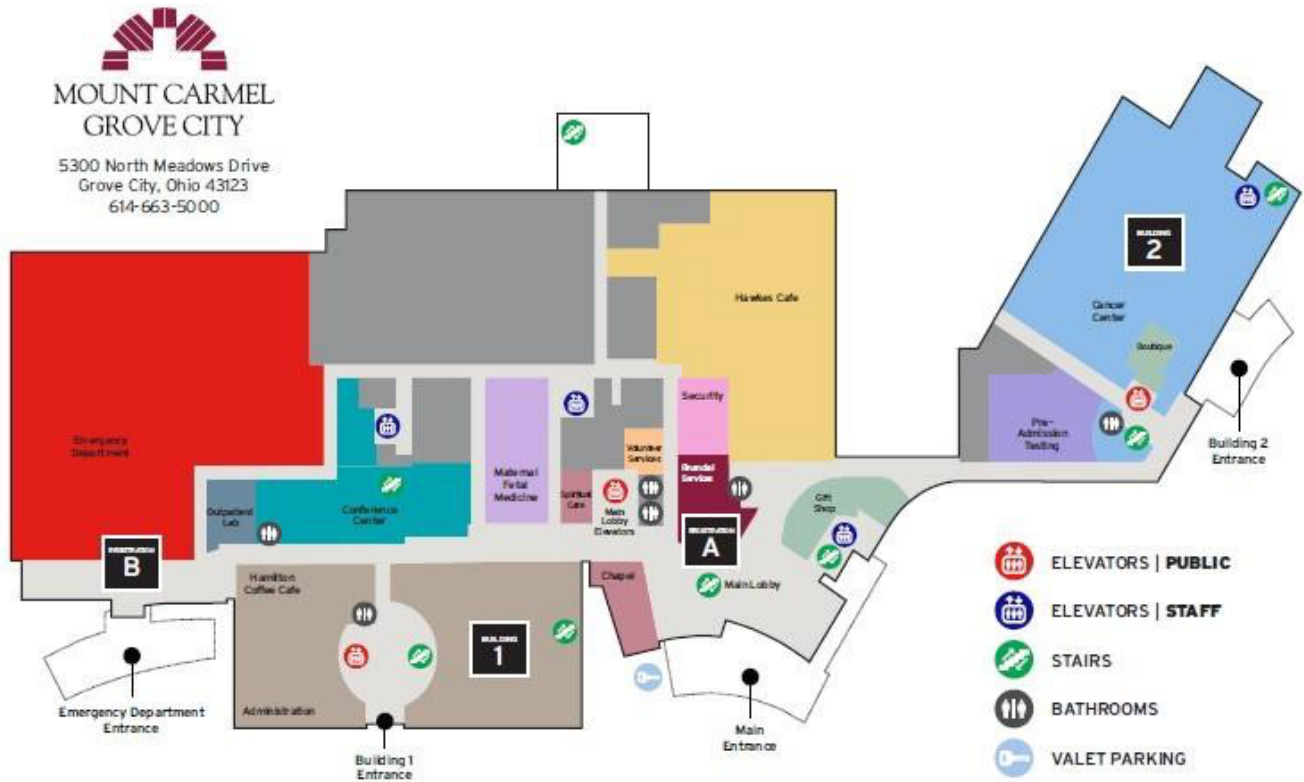 MOUNT CARMEL
GROVE CITY
5300 North Meadows Drive
Grove City, Ohio 43123
614-663-5000
BUILDING
2
Hawkes Cafe
Cancer
Center
Boutique
Security
Emergency
Department
Volunteer
Services
Pre-
Admission
Testing
Building 2
Entrance
Maternal
Fetal
Medicine
Financial
Services
Spiritual
Care
Outpatient
Lab
Conference
Center
Main
Lobby
Elevators
Gift
Shop
REGISTRATION
A
REGISTRATION
B
Hamilton
Coffee Cafe
Chapel
Main Lobby
BUILDING
1
Administration
Emergency Department
Entrance
Building 1
Entrance
Main
Entrance
ELEVATORS | PUBLIC
ELEVATORS | STAFF
STAIRS
BATHROOMS
VALET PARKING